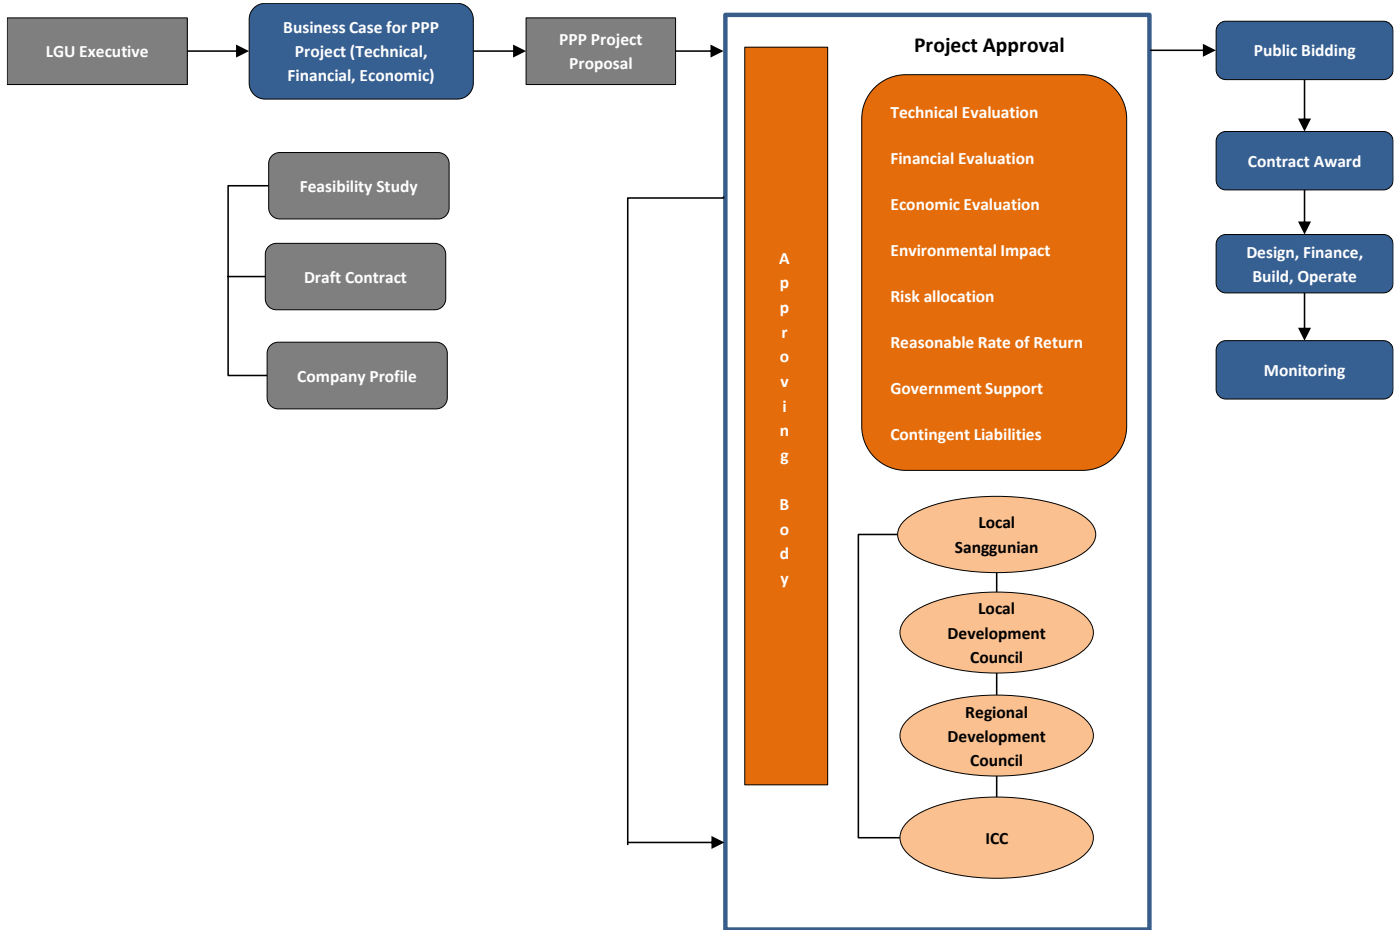 LGU Executive
Business Case for PPP
Project (Technical,
Financial, Economic)
PPP Project
Proposal
Feasibility Study
Draft Contract
Company Profile
Project Approval
Approving Body
Technical Evaluation
Financial Evaluation
Economic Evaluation
Environmental Impact
Risk allocation
Reasonable Rate of Return
Government Support
Contingent Liabilities
Local
Sanggunian
Local
Development
Council
Regional
Development
Council
ICC
Public Bidding
Contract Award
Design, Finance,
Build, Operate
Monitoring